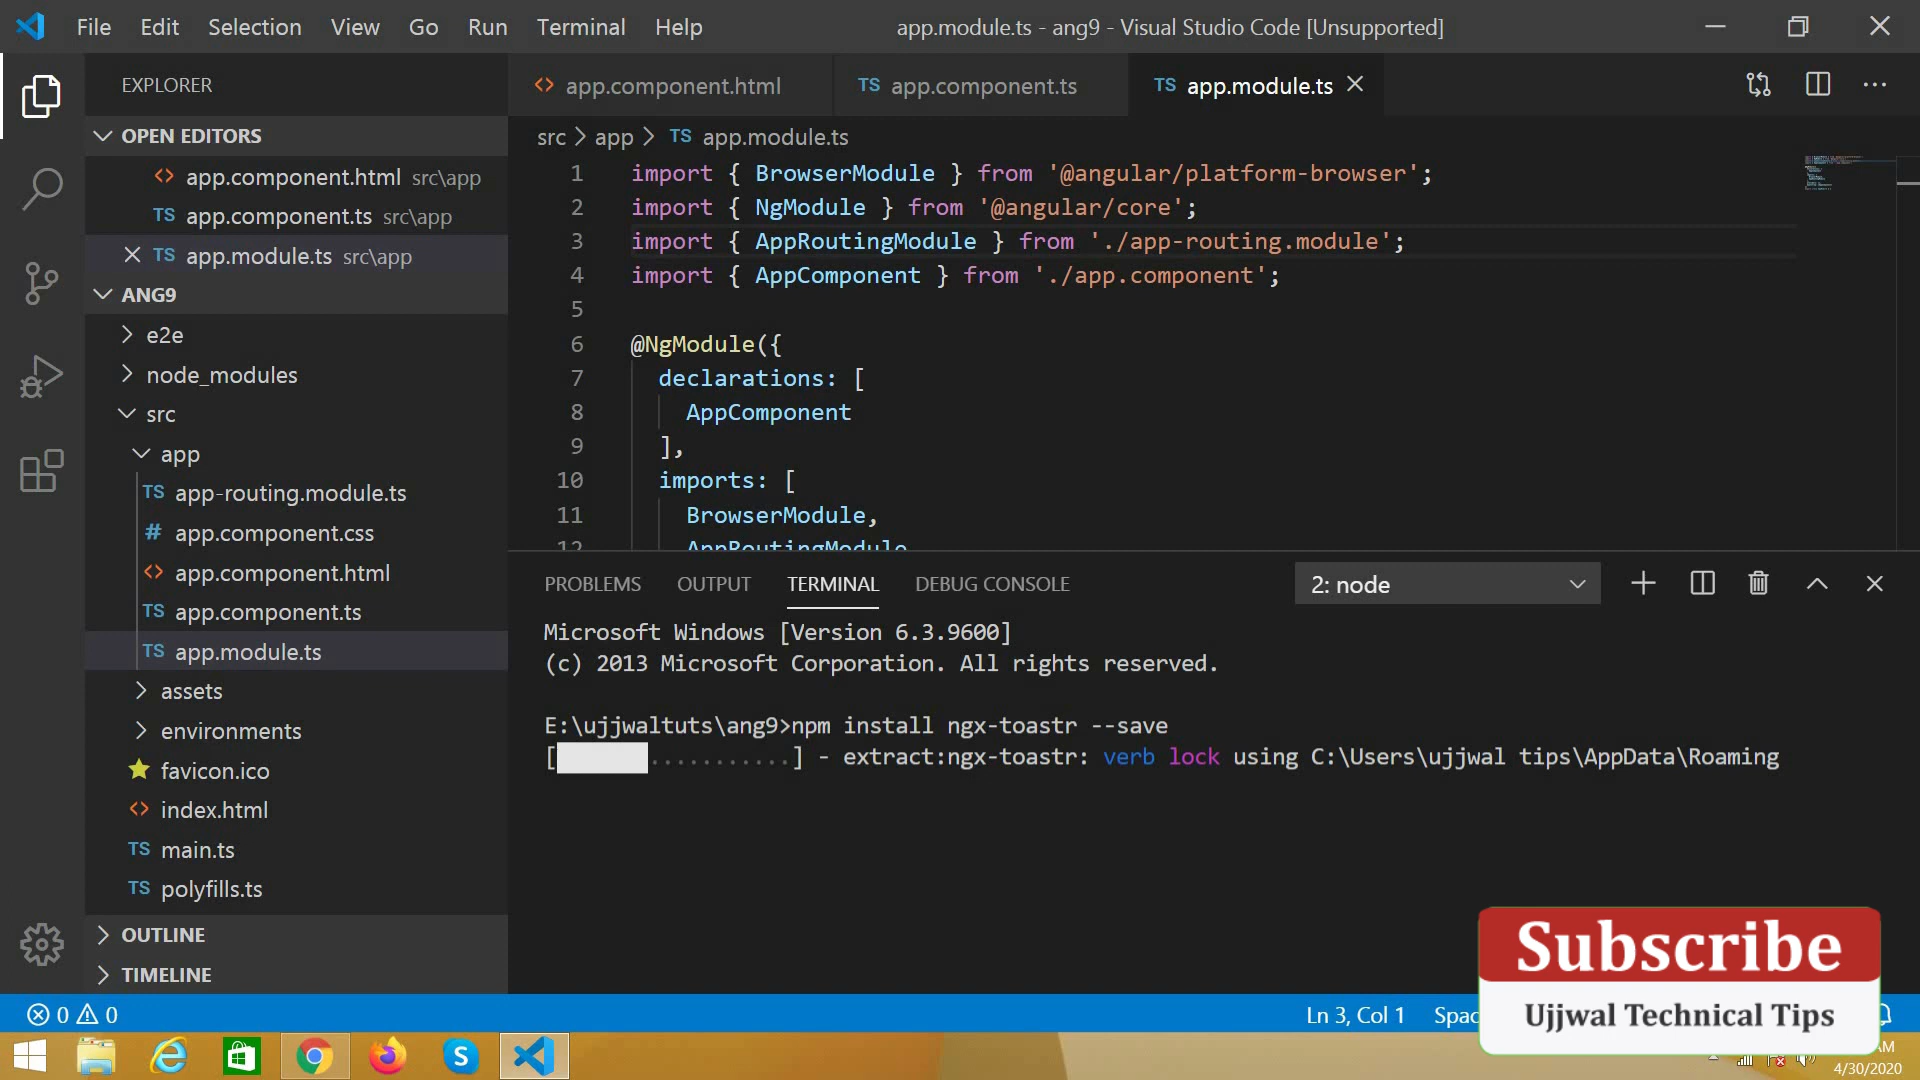 File Edit Selection View Go Run Terminal Help
app.module.ts - ang9 - Visual Studio Code [Unsupported]
EXPLORER
OPEN EDITORS
<> app.component.html src\app
TS app.component.ts src\app
TS app.module.ts src\app
ANG9
e2e
node_modules
src
app
TS app-routing.module.ts
# app.component.css
<> app.component.html
TS app.component.ts
TS app.module.ts
assets
environments
favicon.ico
<> index.html
TS main.ts
TS polyfills.ts
OUTLINE
TIMELINE
<> app.component.html
TS app.component.ts
TS app.module.ts
src > app > TS app.module.ts
1 import { BrowserModule } from '@angular/platform-browser';
2 import { NgModule } from '@angular/core';
3 import { AppRoutingModule } from './app-routing.module';
4 import { AppComponent } from './app.component';
5
6 @NgModule({
7 declarations: [
8 AppComponent
9 ],
10 imports: [
11 BrowserModule,
12 AppRoutingModule
PROBLEMS OUTPUT TERMINAL DEBUG CONSOLE
2: node
Microsoft Windows [Version 6.3.9600]
(c) 2013 Microsoft Corporation. All rights reserved.
E:\ujjwaltuts\ang9>npm install ngx-toastr --save
[ ...........] - extract:ngx-toastr: verb lock using C:\Users\ujjwal tips\AppData\Roaming
Subscribe
Ujjwal Technical Tips
0 0
Ln 3, Col 1
AM
4/30/2020